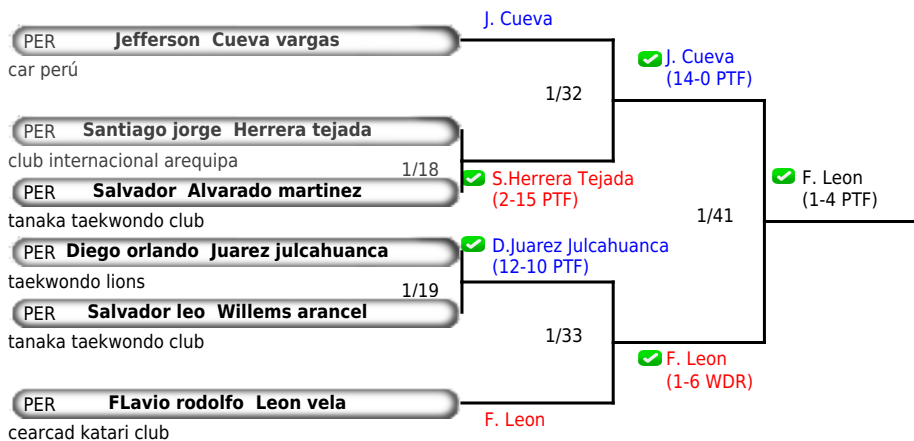 J. Cueva
PER Jefferson Cueva vargas
car perú
J. Cueva
(14-0 PTF)
1/32
PER Santiago jorge Herrera tejada
club internacional arequipa
1/18
S.Herrera Tejada
(2-15 PTF)
PER Salvador Alvarado martinez
tanaka taekwondo club
F. Leon
(1-4 PTF)
1/41
PER Diego orlando Juarez julcahuanca
taekwondo lions
D.Juarez Julcahuanca
(12-10 PTF)
1/19
PER Salvador leo Willems arancel
tanaka taekwondo club
1/33
F. Leon
(1-6 WDR)
PER FLavio rodolfo Leon vela
cearcad katari club
F. Leon